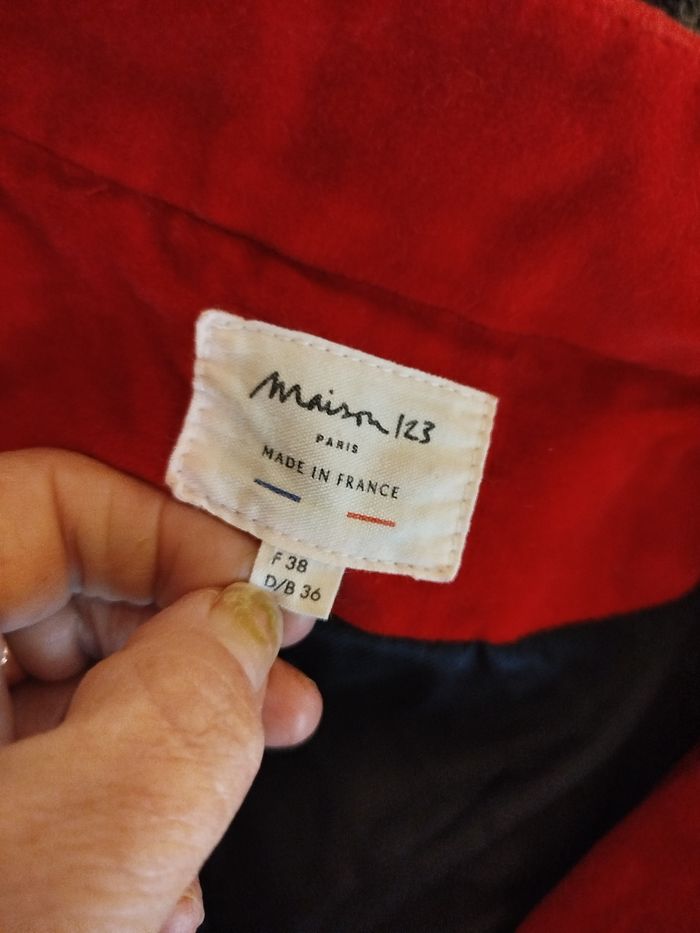 maison 123
PARIS
MADE IN FRANCE
F 38
D/B 36